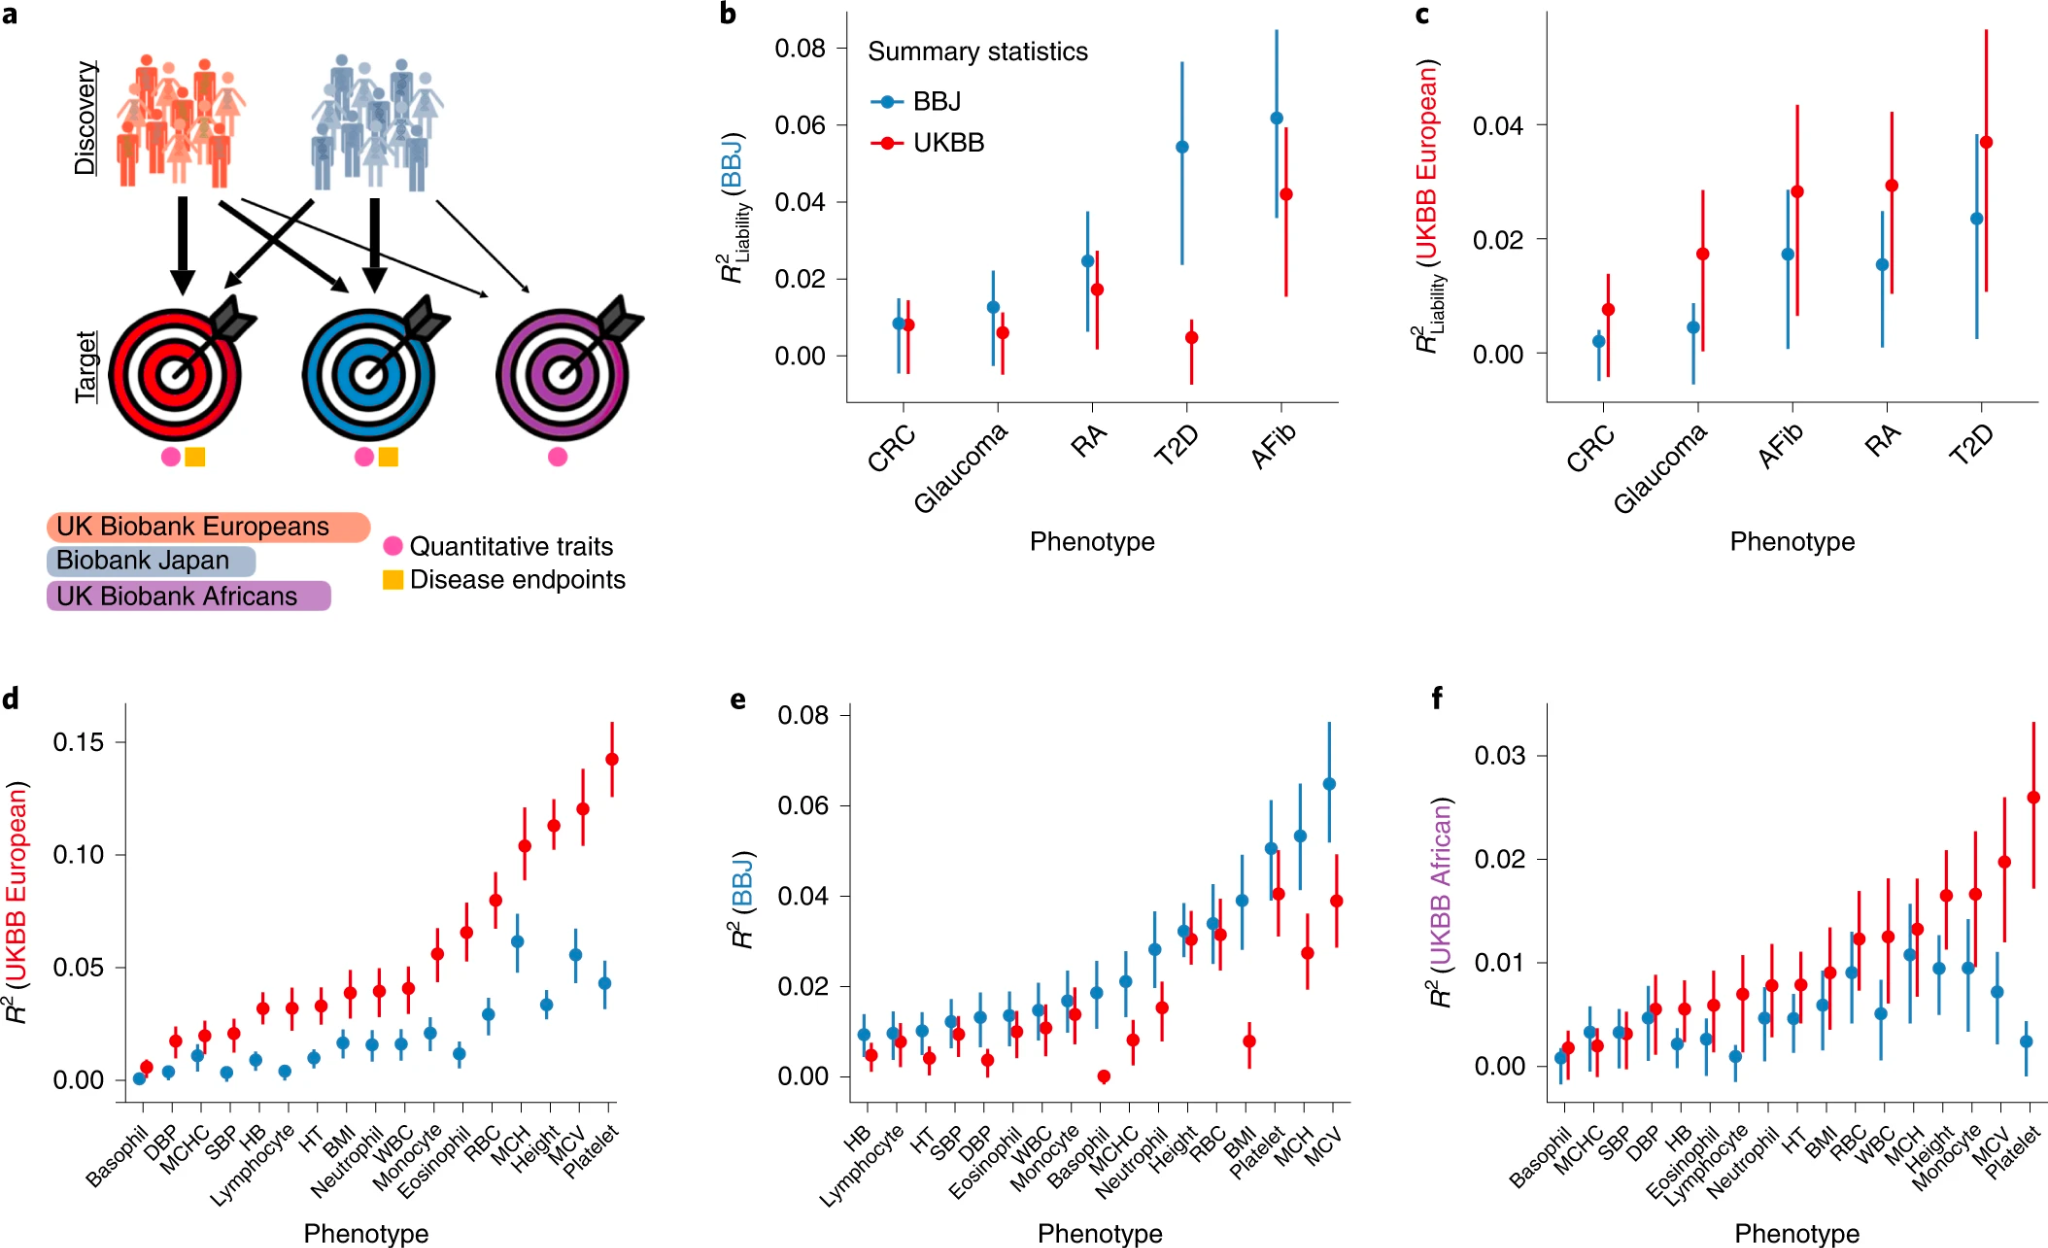 a
Discovery
Target
UK Biobank Europeans
Biobank Japan
UK Biobank Africans
Quantitative traits
Disease endpoints
b
Summary statistics
BBJ
UKBB
R²Liability (BBJ)
0.08
0.06
0.04
0.02
0.00
CRC
Glaucoma
RA
T2D
AFib
Phenotype
c
R²Liability (UKBB European)
0.04
0.02
0.00
CRC
Glaucoma
AFib
RA
T2D
Phenotype
d
R² (UKBB European)
0.15
0.10
0.05
0.00
Basophil
DBP
MCHC
SBP
HB
Lymphocyte
HT
BMI
Neutrophil
WBC
Monocyte
Eosinophil
RBC
MCH
Height
MCV
Platelet
Phenotype
e
R² (BBJ)
0.08
0.06
0.04
0.02
0.00
HB
Lymphocyte
HT
SBP
DBP
Eosinophil
WBC
Monocyte
Basophil
MCHC
Neutrophil
Height
RBC
BMI
Platelet
MCH
MCV
Phenotype
f
R² (UKBB African)
0.03
0.02
0.01
0.00
Basophil
MCHC
SBP
DBP
HB
Eosinophil
Lymphocyte
Neutrophil
HT
BMI
RBC
WBC
MCH
Height
Monocyte
MCV
Platelet
Phenotype